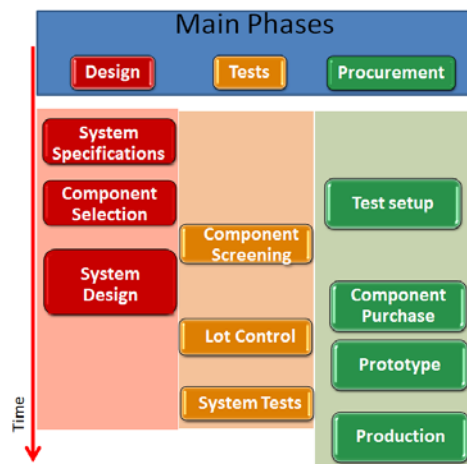 Main Phases
Design
Tests
Procurement
System
Specifications
Component
Selection
System
Design
Component
Screening
Lot Control
System Tests
Test setup
Component
Purchase
Prototype
Production
Time